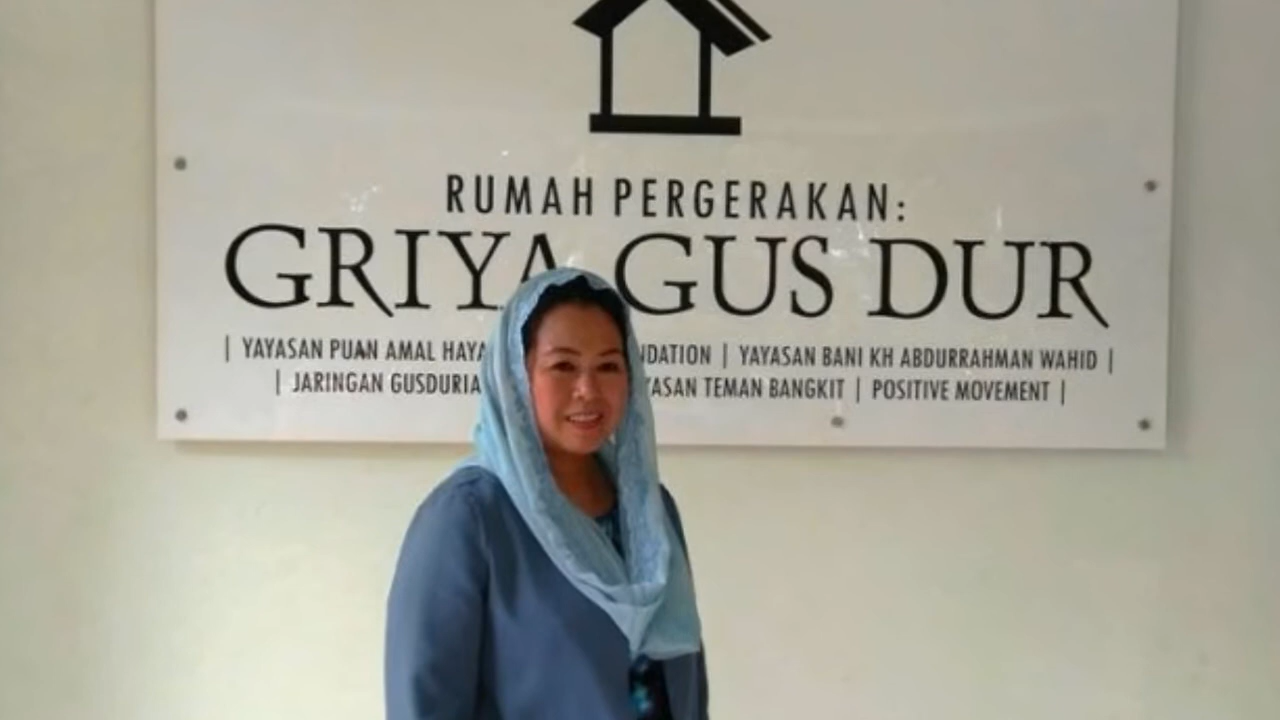 RUMAH PERGERAKAN:
GRIYA GUS DUR
| YAYASAN PUAN AMAL HAYA NDATION | YAYASAN BANI KH ABDURRAHMAN WAHID |
| JARINGAN GUSDURIA YASAN TEMAN BANGKIT | POSITIVE MOVEMENT |